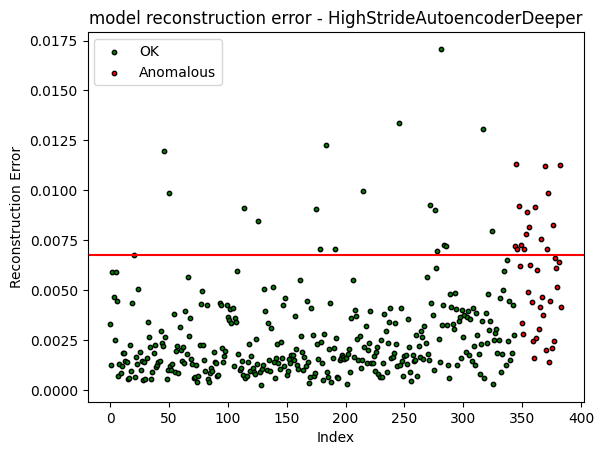 model reconstruction error - HighStrideAutoencoderDeeper
OK
Anomalous
0.0175
0.0150
0.0125
0.0100
0.0075
0.0050
0.0025
0.0000
Reconstruction Error
0 50 100 150 200 250 300 350 400
Index